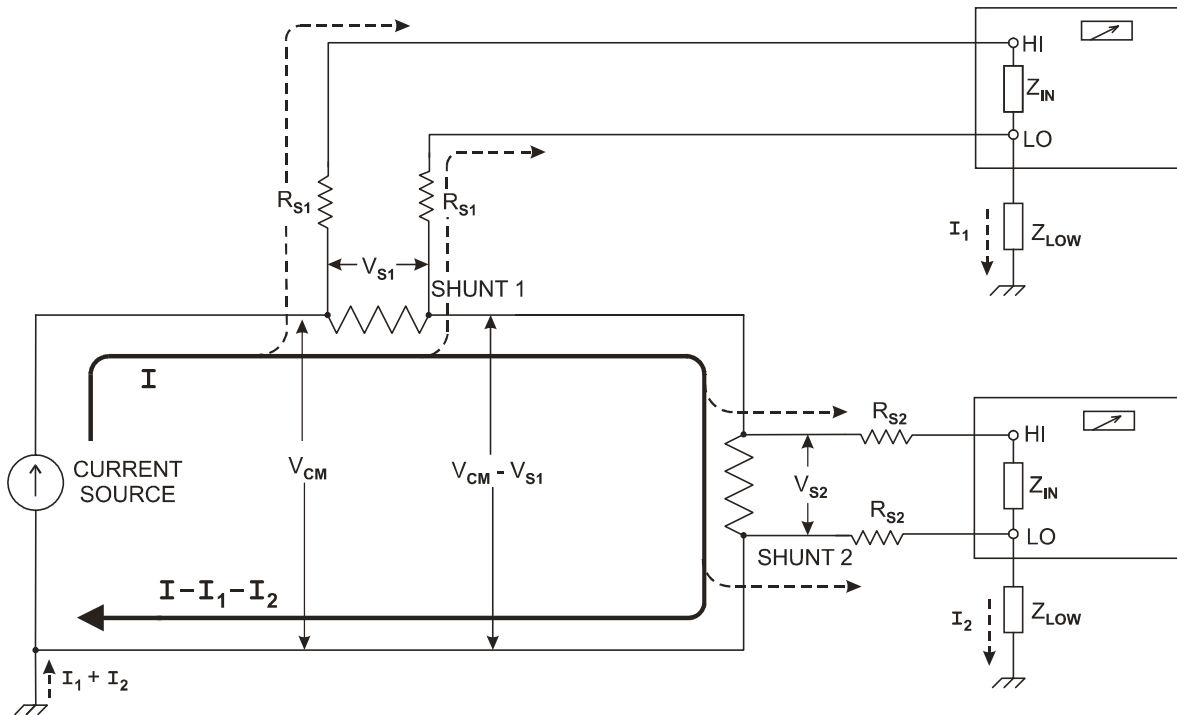 HI
Z_IN
LO
R_S1
R_S1
I_1
Z_LOW
V_S1
SHUNT 1
I
R_S2
HI
CURRENT
SOURCE
V_CM
V_CM - V_S1
V_S2
Z_IN
R_S2
LO
SHUNT 2
I-I_1-I_2
I_2
Z_LOW
I_1 + I_2